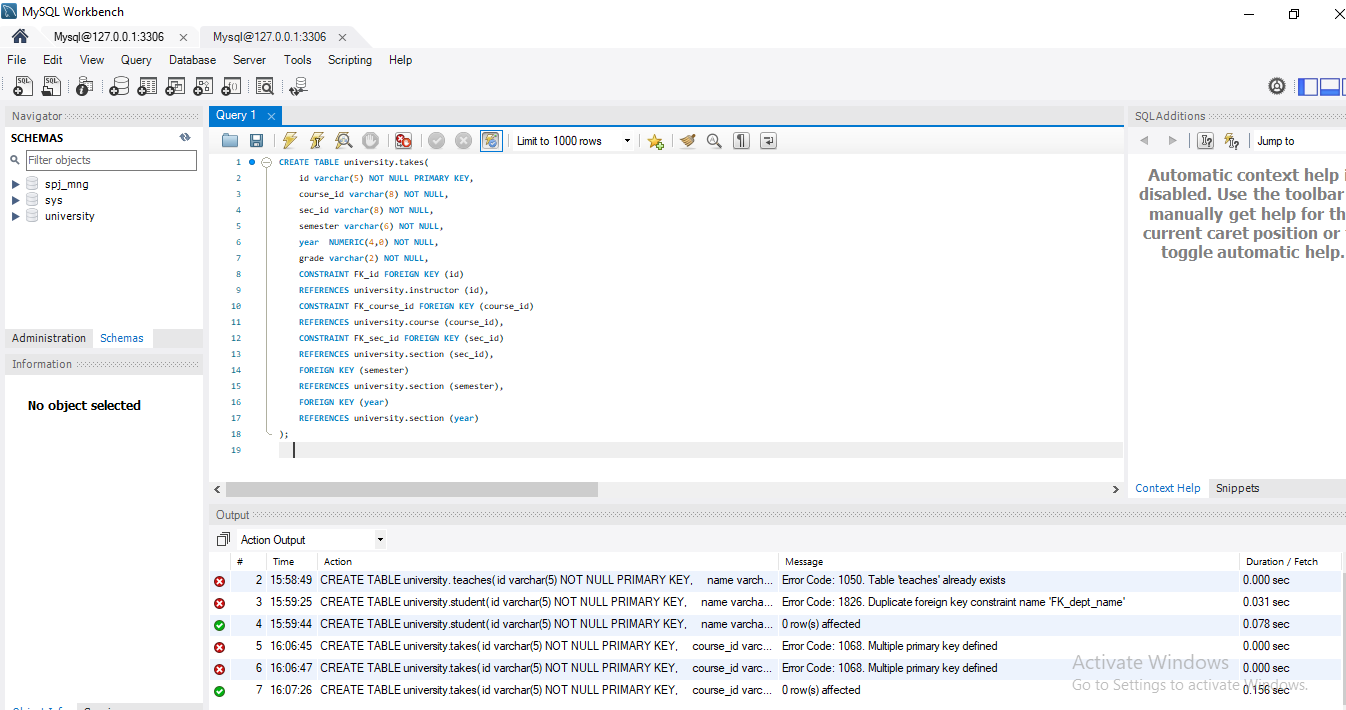 MySQL Workbench
Mysql@127.0.0.1:3306 Mysql@127.0.0.1:3306
File Edit View Query Database Server Tools Scripting Help
Navigator
SCHEMAS
Filter objects
spj_mng
sys
university
Administration Schemas
Information
No object selected
Query 1
Limit to 1000 rows
1 CREATE TABLE university.takes(
2 id varchar(5) NOT NULL PRIMARY KEY,
3 course_id varchar(8) NOT NULL,
4 sec_id varchar(8) NOT NULL,
5 semester varchar(6) NOT NULL,
6 year NUMERIC(4,0) NOT NULL,
7 grade varchar(2) NOT NULL,
8 CONSTRAINT FK_id FOREIGN KEY (id)
9 REFERENCES university.instructor (id),
10 CONSTRAINT FK_course_id FOREIGN KEY (course_id)
11 REFERENCES university.course (course_id),
12 CONSTRAINT FK_sec_id FOREIGN KEY (sec_id)
13 REFERENCES university.section (sec_id),
14 FOREIGN KEY (semester)
15 REFERENCES university.section (semester),
16 FOREIGN KEY (year)
17 REFERENCES university.section (year)
18 );
19
SQLAdditions
Jump to
Automatic context help
disabled. Use the toolbar
manually get help for
current caret position or
toggle automatic help.
Context Help Snippets
Output
Action Output
# Time Action Message Duration / Fetch
2 15:58:49 CREATE TABLE university. teaches( id varchar(5) NOT NULL PRIMARY KEY, name varch... Error Code: 1050. Table 'teaches' already exists 0.000 sec
3 15:59:25 CREATE TABLE university.student( id varchar(5) NOT NULL PRIMARY KEY, name varcha... Error Code: 1826. Duplicate foreign key constraint name 'FK_dept_name' 0.031 sec
4 15:59:44 CREATE TABLE university.student( id varchar(5) NOT NULL PRIMARY KEY, name varcha... 0 row(s) affected 0.078 sec
5 16:06:45 CREATE TABLE university.takes( id varchar(5) NOT NULL PRIMARY KEY, course_id varc... Error Code: 1068. Multiple primary key defined 0.000 sec
6 16:06:47 CREATE TABLE university.takes( id varchar(5) NOT NULL PRIMARY KEY, course_id varc... Error Code: 1068. Multiple primary key defined 0.000 sec
7 16:07:26 CREATE TABLE university.takes( id varchar(5) NOT NULL PRIMARY KEY, course_id varc... 0 row(s) affected 0.156 sec
Activate Windows
Go to Settings to activate Windows.